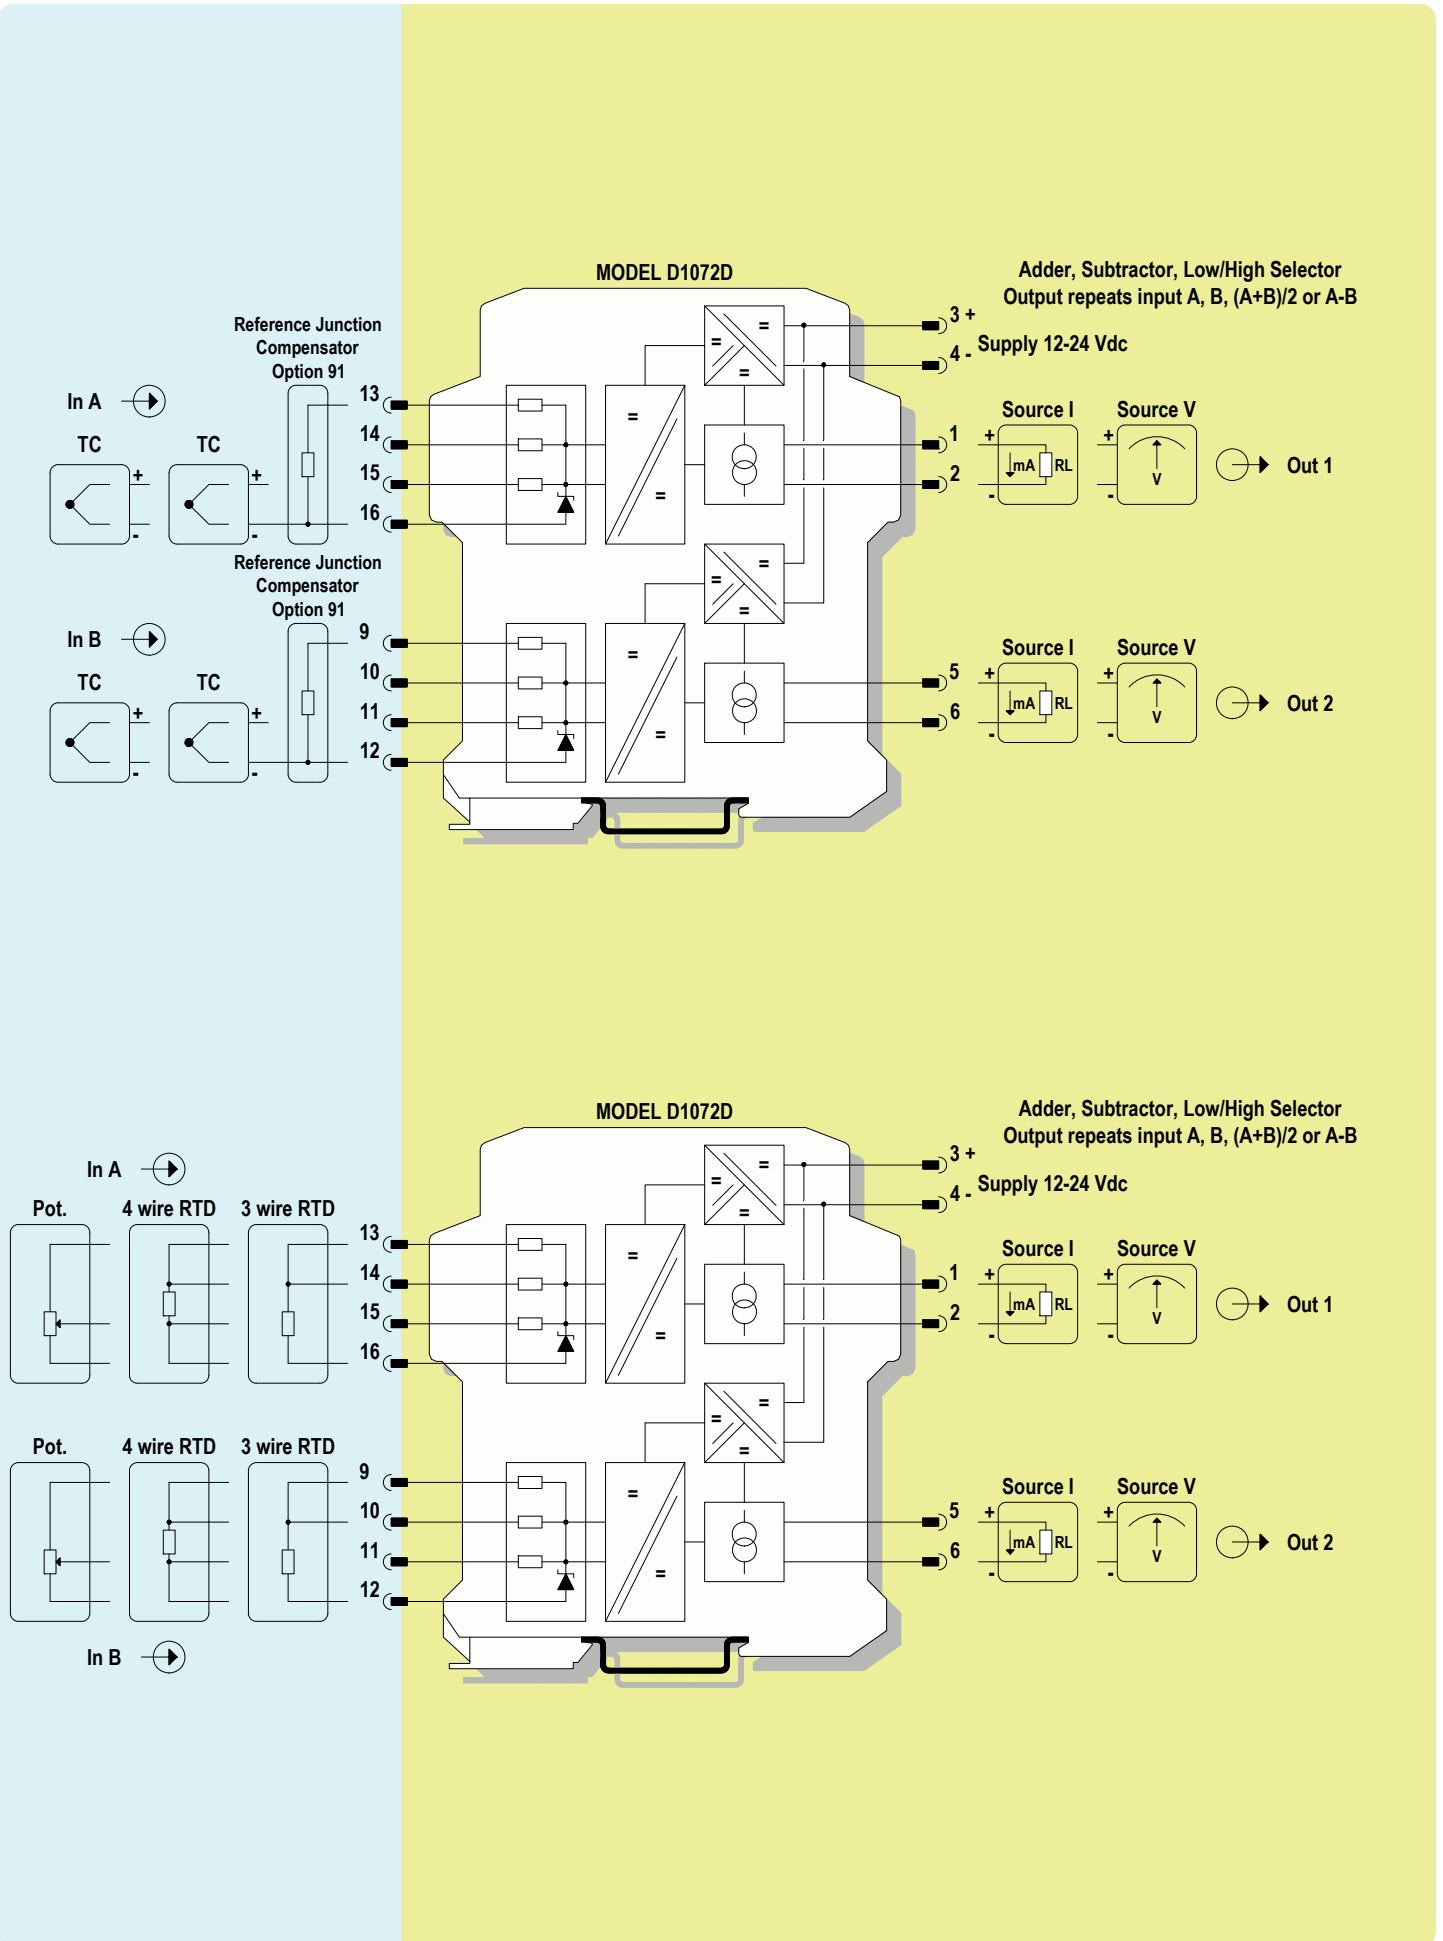 MODEL D1072D
Adder, Subtractor, Low/High Selector
Output repeats input A, B, (A+B)/2 or A-B
3 +
Supply 12-24 Vdc
4 -
Reference Junction
Compensator
Option 91
In A
13
14
15
16
TC
TC
+
-
+
-
=
=
=
=
=
1
2
Source I
Source V
+
-
mA
RL
+
-
V
Out 1
Reference Junction
Compensator
Option 91
In B
9
10
11
12
TC
TC
+
-
+
-
=
=
=
=
=
5
6
Source I
Source V
+
-
mA
RL
+
-
V
Out 2
MODEL D1072D
Adder, Subtractor, Low/High Selector
Output repeats input A, B, (A+B)/2 or A-B
3 +
Supply 12-24 Vdc
4 -
In A
Pot.
4 wire RTD
3 wire RTD
13
14
15
16
=
=
=
=
=
1
2
Source I
Source V
+
-
mA
RL
+
-
V
Out 1
Pot.
4 wire RTD
3 wire RTD
9
10
11
12
=
=
=
=
=
5
6
Source I
Source V
+
-
mA
RL
+
-
V
Out 2
In B